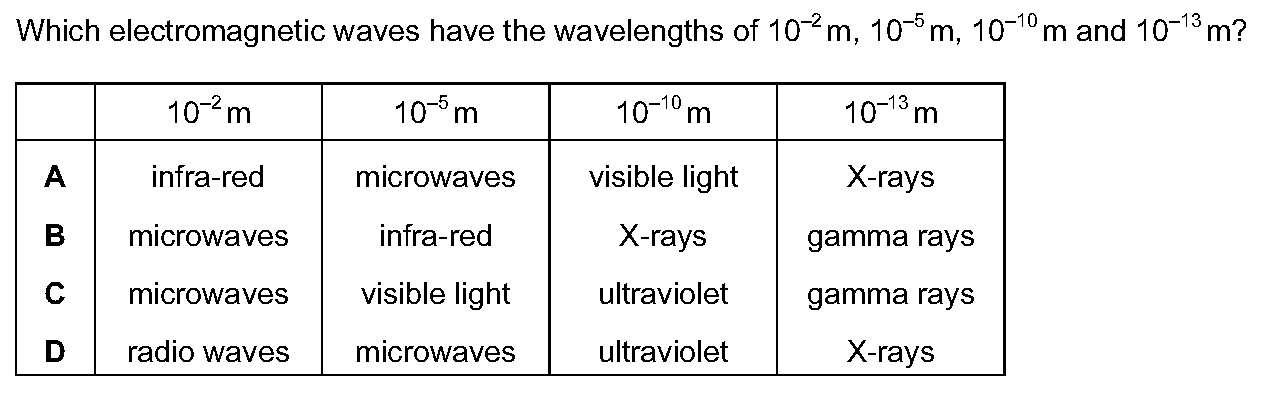 Which electromagnetic waves have the wavelengths of 10⁻² m, 10⁻⁵ m, 10⁻¹⁰ m and 10⁻¹³ m?
10⁻² m 10⁻⁵ m 10⁻¹⁰ m 10⁻¹³ m
A infra-red microwaves visible light X-rays
B microwaves infra-red X-rays gamma rays
C microwaves visible light ultraviolet gamma rays
D radio waves microwaves ultraviolet X-rays